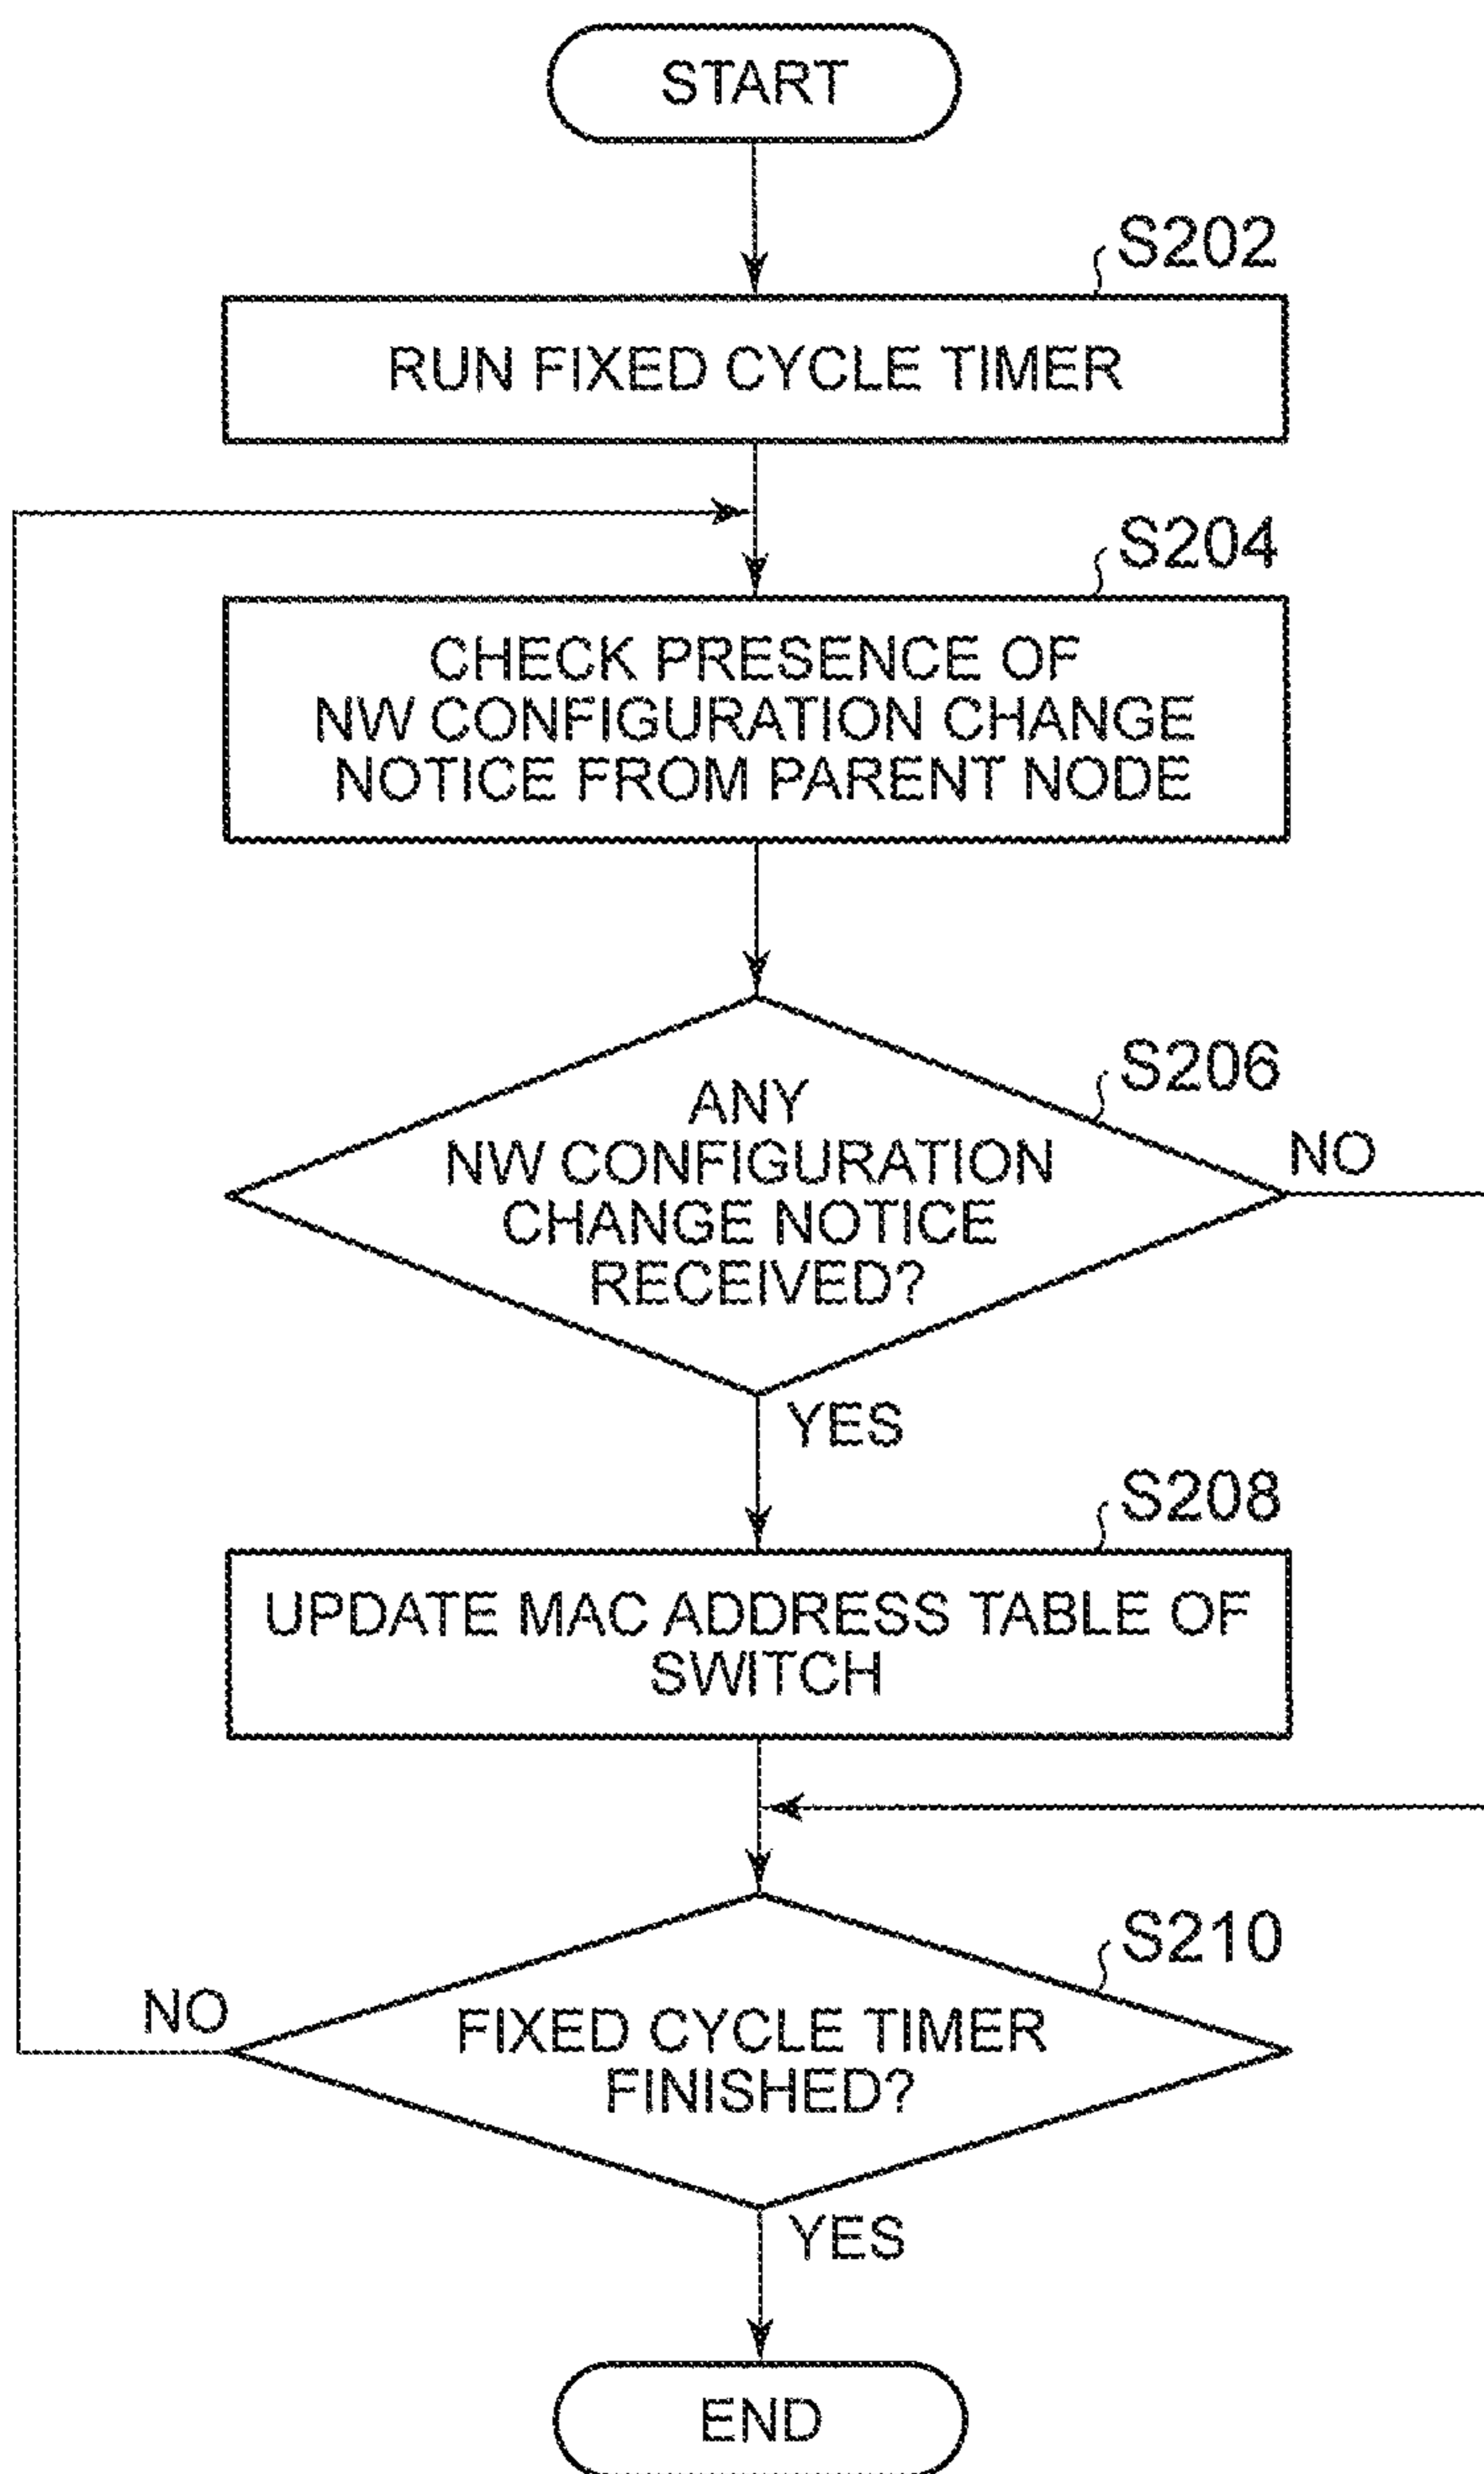 START
S202
RUN FIXED CYCLE TIMER
S204
CHECK PRESENCE OF
NW CONFIGURATION CHANGE
NOTICE FROM PARENT NODE
S206
ANY
NW CONFIGURATION
CHANGE NOTICE
RECEIVED?
NO
YES
S208
UPDATE MAC ADDRESS TABLE OF
SWITCH
S210
NO
FIXED CYCLE TIMER
FINISHED?
YES
END